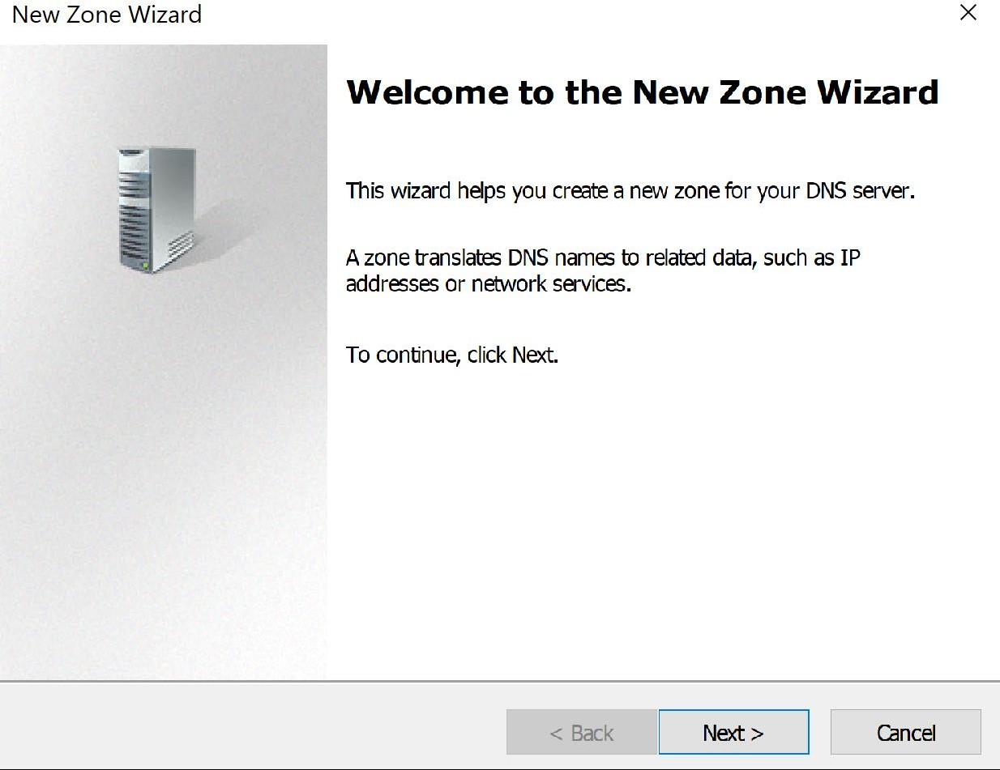 New Zone Wizard
Welcome to the New Zone Wizard
This wizard helps you create a new zone for your DNS server.
A zone translates DNS names to related data, such as IP
addresses or network services.
To continue, click Next.
< Back
Next >
Cancel